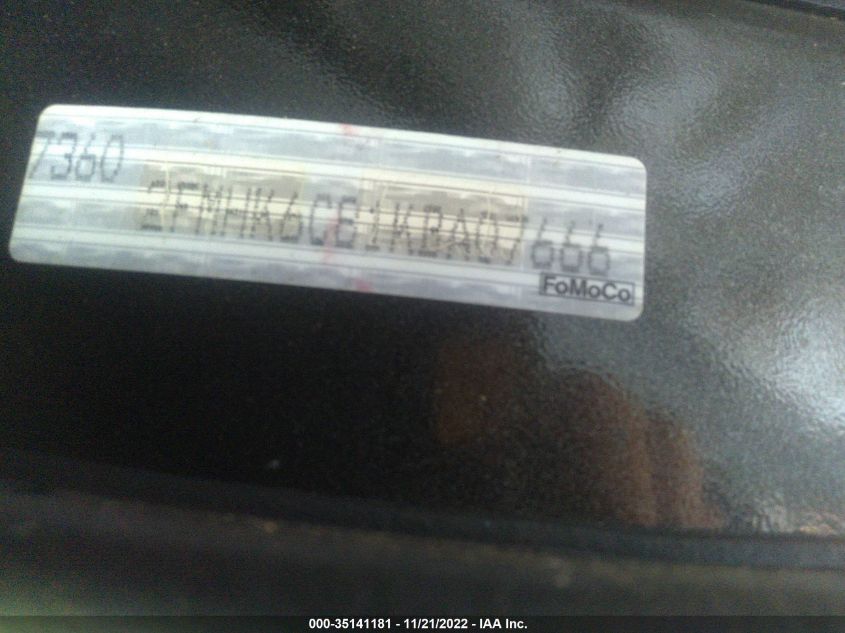 7360
2FMHK6C81KBA07666
FoMoCo
000-35141181 - 11/21/2022 - IAA Inc.